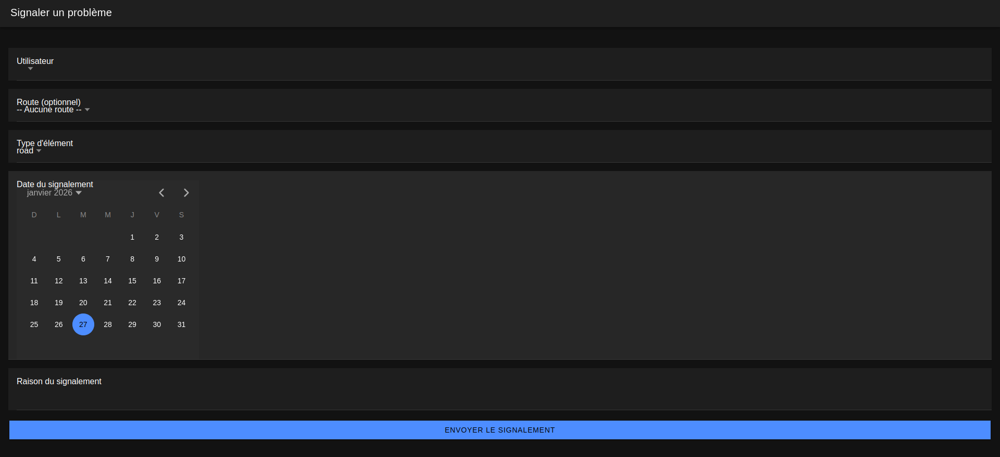 Signaler un problème
Utilisateur
Route (optionnel)
-- Aucune route --
Type d'élément
road
Date du signalement
janvier 2026
D L M M J V S
1 2 3
4 5 6 7 8 9 10
11 12 13 14 15 16 17
18 19 20 21 22 23 24
25 26 27 28 29 30 31
Raison du signalement
ENVOYER LE SIGNALEMENT